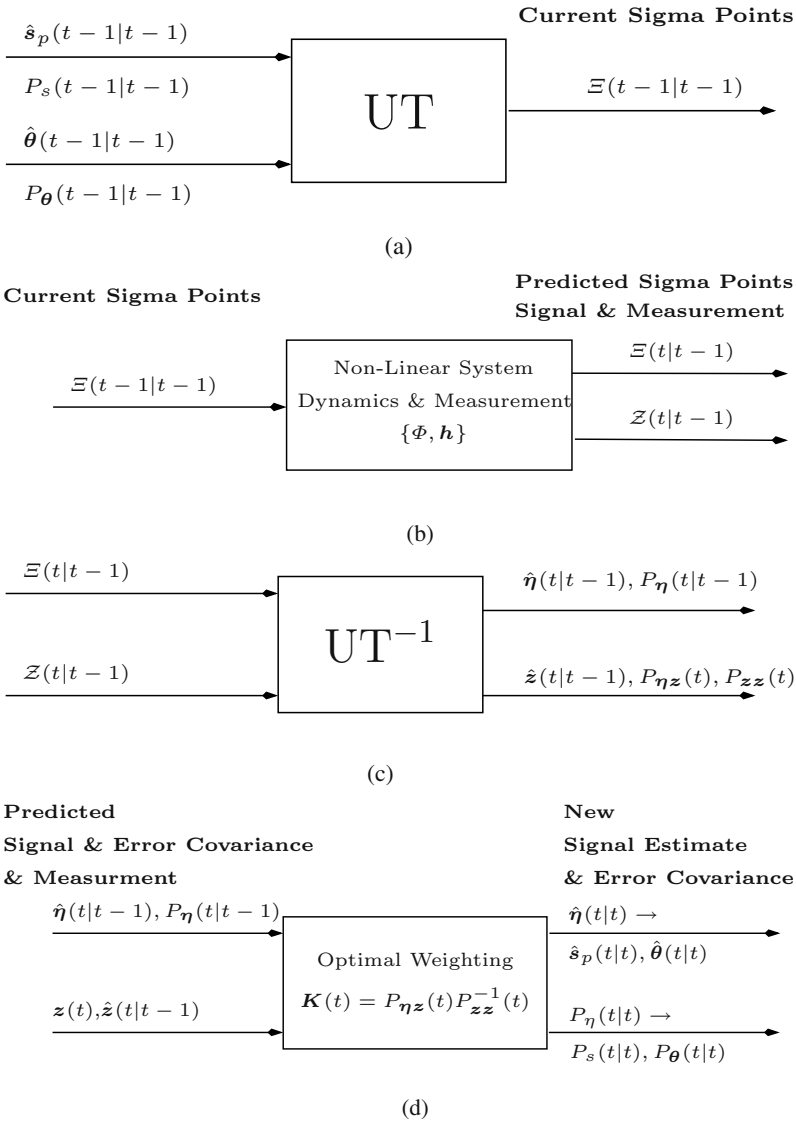 Current Sigma Points
ŝ_p(t − 1|t − 1)
P_s(t − 1|t − 1)
θ̂(t − 1|t − 1)
P_θ(t − 1|t − 1)
UT
Ξ(t − 1|t − 1)
(a)
Current Sigma Points
Predicted Sigma Points
Signal & Measurement
Ξ(t − 1|t − 1)
Non-Linear System
Dynamics & Measurement
{Φ, h}
Ξ(t|t − 1)
Z(t|t − 1)
(b)
Ξ(t|t − 1)
Z(t|t − 1)
UT⁻¹
η̂(t|t − 1), P_η(t|t − 1)
ẑ(t|t − 1), P_ηz(t), P_zz(t)
(c)
Predicted
Signal & Error Covariance
& Measurment
New
Signal Estimate
& Error Covariance
η̂(t|t − 1), P_η(t|t − 1)
z(t),ẑ(t|t − 1)
Optimal Weighting
K(t) = P_ηz(t)P_zz⁻¹(t)
η̂(t|t) →
ŝ_p(t|t), θ̂(t|t)
P_η(t|t) →
P_s(t|t), P_θ(t|t)
(d)